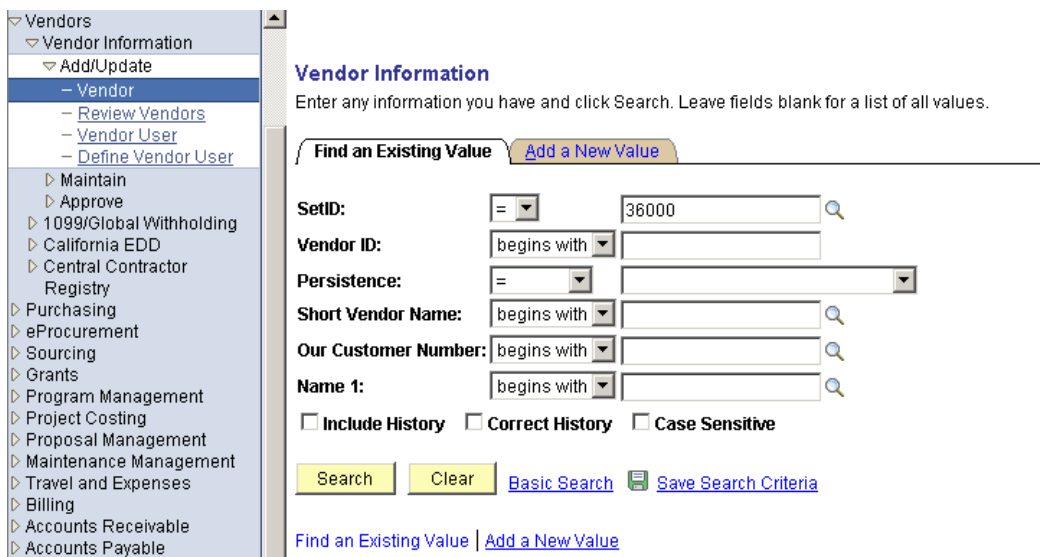 Vendors
Vendor Information
Add/Update
– Vendor
– Review Vendors
– Vendor User
– Define Vendor User
Maintain
Approve
1099/Global Withholding
California EDD
Central Contractor
Registry
Purchasing
eProcurement
Sourcing
Grants
Program Management
Project Costing
Proposal Management
Maintenance Management
Travel and Expenses
Billing
Accounts Receivable
Accounts Payable
Vendor Information
Enter any information you have and click Search. Leave fields blank for a list of all values.
Find an Existing Value Add a New Value
SetID: = 36000
Vendor ID: begins with
Persistence: =
Short Vendor Name: begins with
Our Customer Number: begins with
Name 1: begins with
Include History Correct History Case Sensitive
Search Clear Basic Search Save Search Criteria
Find an Existing Value | Add a New Value